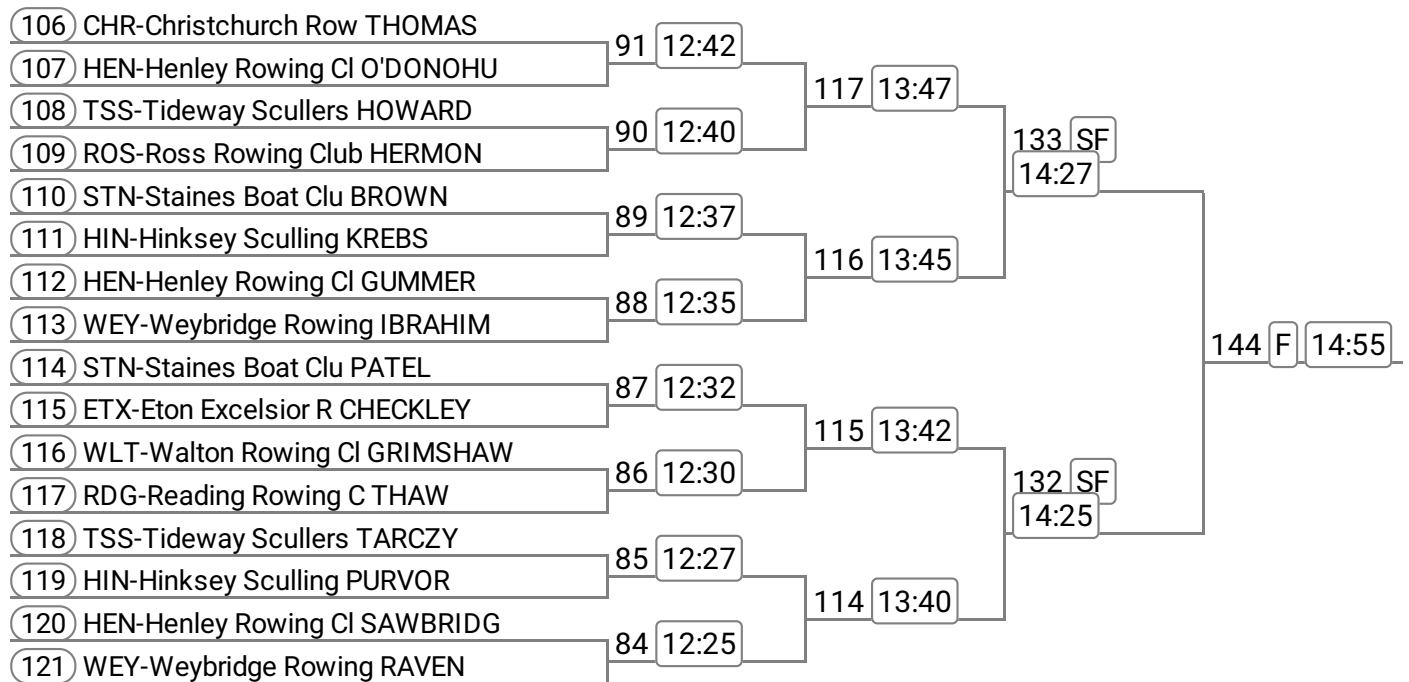 106 CHR-Christchurch Row THOMAS
107 HEN-Henley Rowing Cl O'DONOHU
91 12:42
108 TSS-Tideway Scullers HOWARD
109 ROS-Ross Rowing Club HERMON
90 12:40
117 13:47
110 STN-Staines Boat Clu BROWN
111 HIN-Hinksey Sculling KREBS
89 12:37
112 HEN-Henley Rowing Cl GUMMER
113 WEY-Weybridge Rowing IBRAHIM
88 12:35
116 13:45
133 SF
14:27
114 STN-Staines Boat Clu PATEL
115 ETX-Eton Excelsior R CHECKLEY
87 12:32
116 WLT-Walton Rowing Cl GRIMSHAW
117 RDG-Reading Rowing C THAW
86 12:30
115 13:42
118 TSS-Tideway Scullers TARCZY
119 HIN-Hinksey Sculling PURVOR
85 12:27
120 HEN-Henley Rowing Cl SAWBRIDG
121 WEY-Weybridge Rowing RAVEN
84 12:25
114 13:40
132 SF
14:25
144 F 14:55